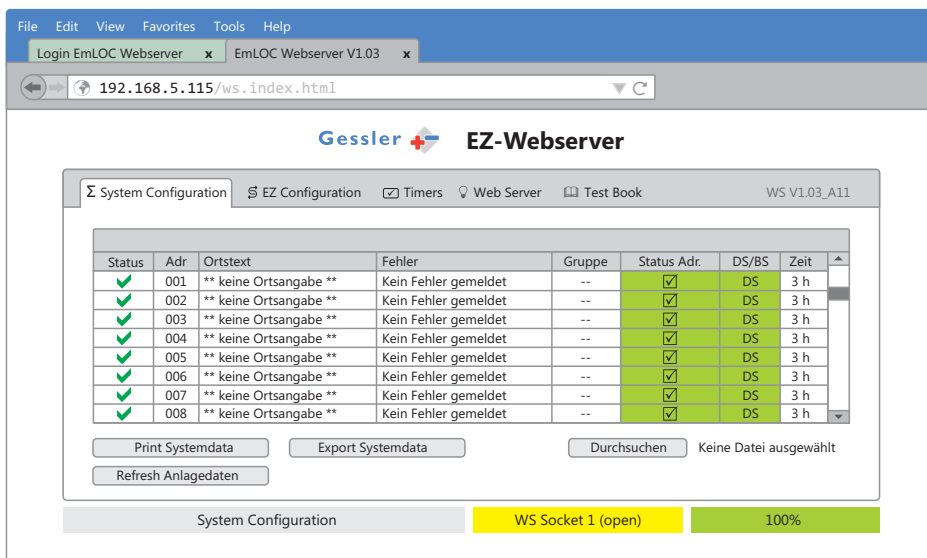 File Edit View Favorites Tools Help
Login EmLOC Webserver x EmLOC Webserver V1.03 x
192.168.5.115/ws.index.html
Gessler EZ-Webserver
Σ System Configuration EZ Configuration Timers Web Server Test Book WS V1.03_A11
Status Adr Ortstext Fehler Gruppe Status Adr. DS/BS Zeit
001 ** keine Ortsangabe ** Kein Fehler gemeldet -- DS 3 h
002 ** keine Ortsangabe ** Kein Fehler gemeldet -- DS 3 h
003 ** keine Ortsangabe ** Kein Fehler gemeldet -- DS 3 h
004 ** keine Ortsangabe ** Kein Fehler gemeldet -- DS 3 h
005 ** keine Ortsangabe ** Kein Fehler gemeldet -- DS 3 h
006 ** keine Ortsangabe ** Kein Fehler gemeldet -- DS 3 h
007 ** keine Ortsangabe ** Kein Fehler gemeldet -- DS 3 h
008 ** keine Ortsangabe ** Kein Fehler gemeldet -- DS 3 h
Print Systemdata Export Systemdata Durchsuchen Keine Datei ausgewählt
Refresh Anlagedaten
System Configuration WS Socket 1 (open) 100%